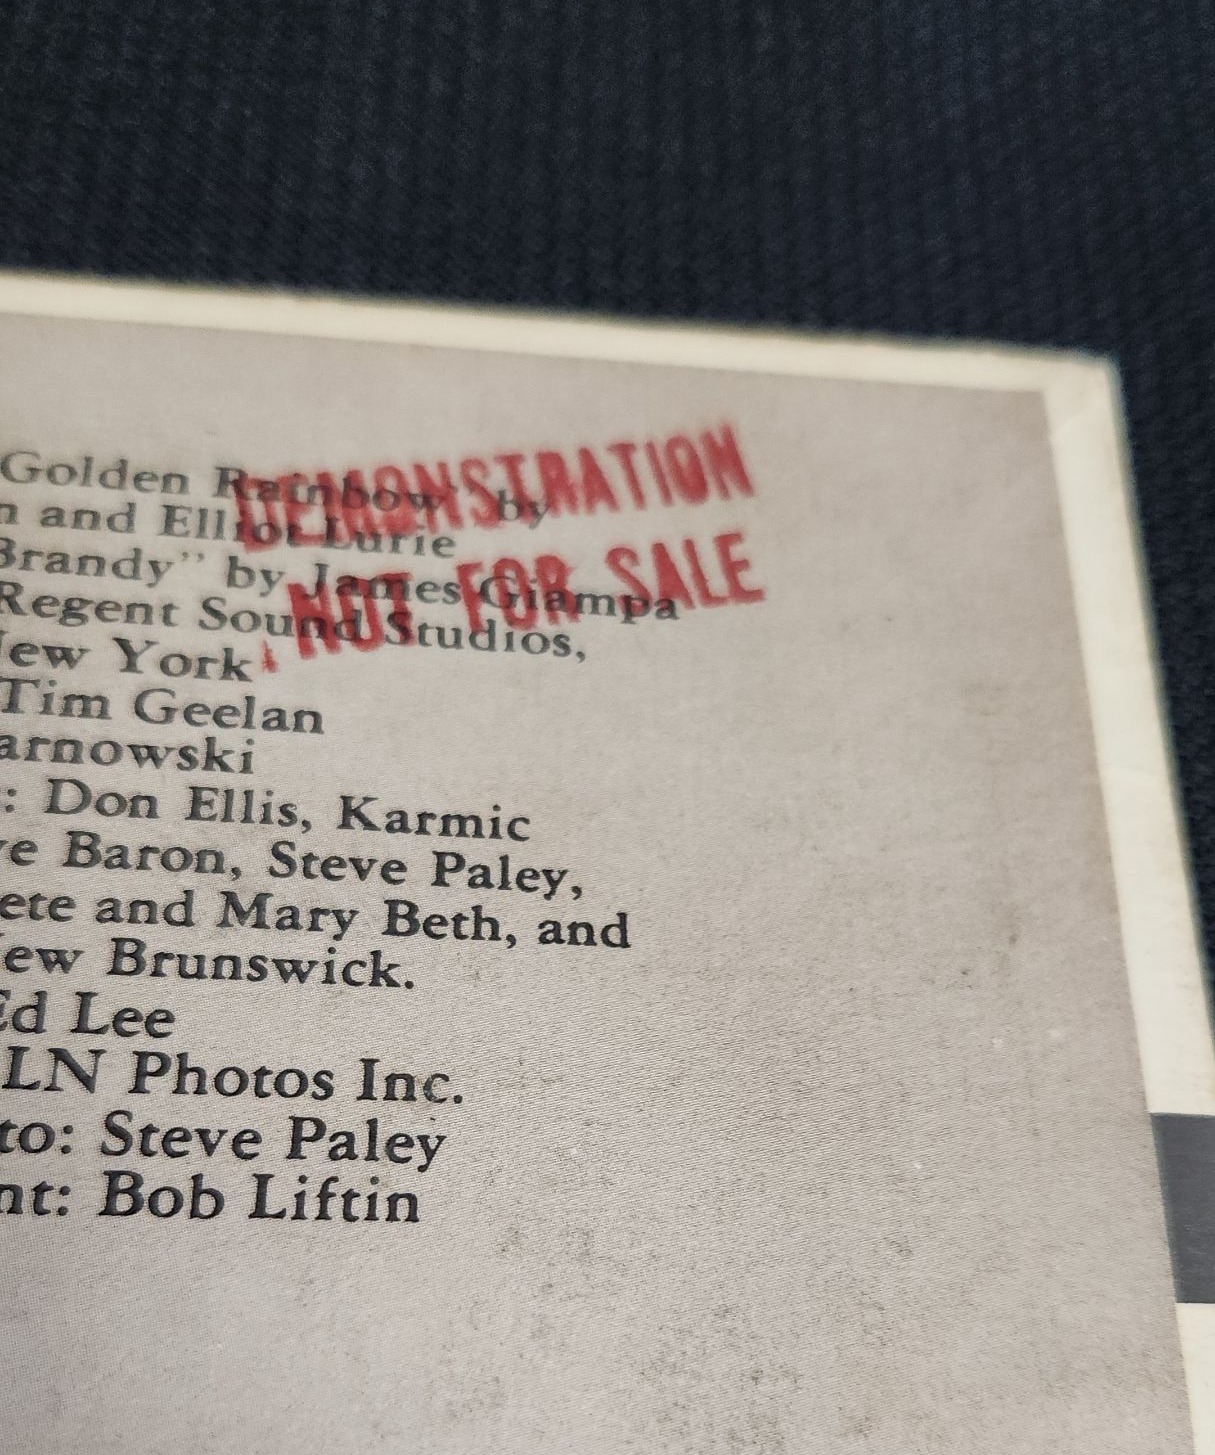 Golden Rainbow" by
n and Elliot Lurie
Brandy" by James Giampa
Regent Sound Studios,
New York
Tim Geelan
arnowski
: Don Ellis, Karmic
ve Baron, Steve Paley,
ete and Mary Beth, and
New Brunswick.
Ed Lee
LN Photos Inc.
to: Steve Paley
nt: Bob Liftin
DEMONSTRATION
NOT FOR SALE